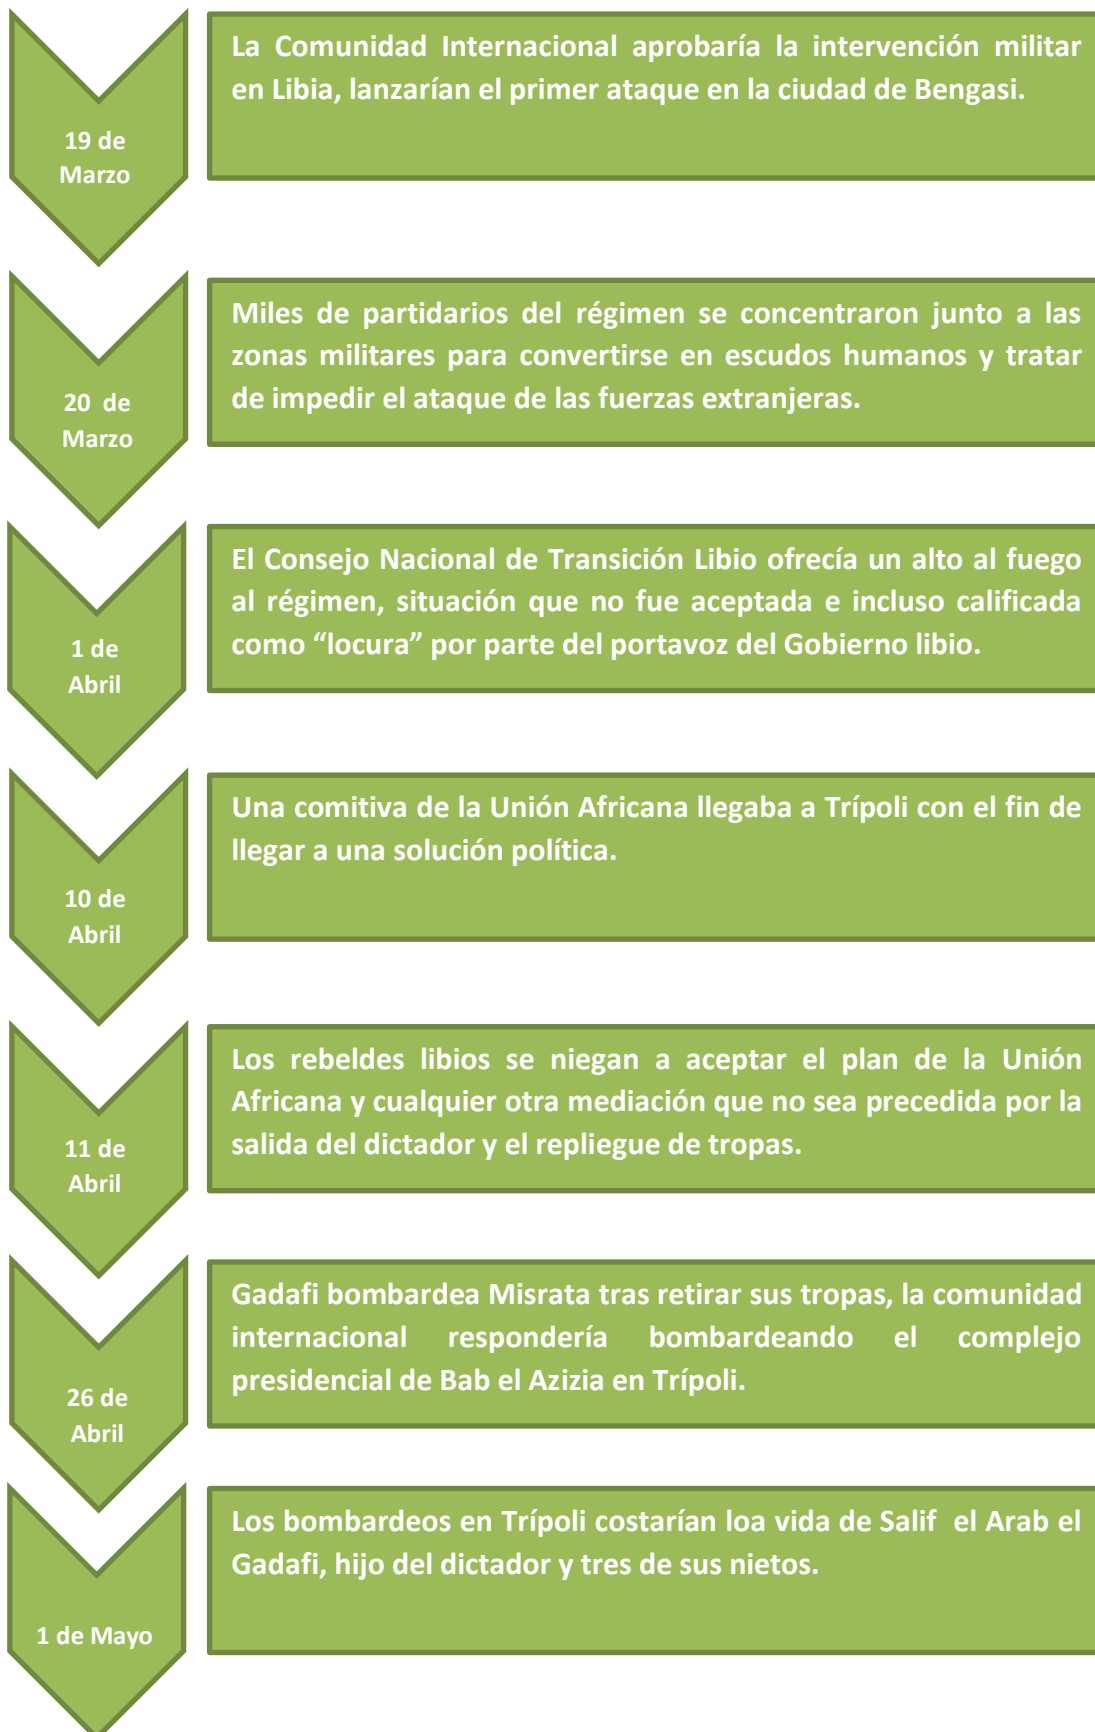 La Comunidad Internacional aprobaría la intervención militar
en Libia, lanzarían el primer ataque en la ciudad de Bengasi.
19 de
Marzo
Miles de partidarios del régimen se concentraron junto a las
zonas militares para convertirse en escudos humanos y tratar
de impedir el ataque de las fuerzas extranjeras.
20 de
Marzo
El Consejo Nacional de Transición Libio ofrecía un alto al fuego
al régimen, situación que no fue aceptada e incluso calificada
como “locura” por parte del portavoz del Gobierno libio.
1 de
Abril
Una comitiva de la Unión Africana llegaba a Trípoli con el fin de
llegar a una solución política.
10 de
Abril
Los rebeldes libios se niegan a aceptar el plan de la Unión
Africana y cualquier otra mediación que no sea precedida por la
salida del dictador y el repliegue de tropas.
11 de
Abril
Gadafi bombardea Misrata tras retirar sus tropas, la comunidad
internacional respondería bombardeando el complejo
presidencial de Bab el Azizia en Trípoli.
26 de
Abril
Los bombardeos en Trípoli costarían loa vida de Salif el Arab el
Gadafi, hijo del dictador y tres de sus nietos.
1 de Mayo